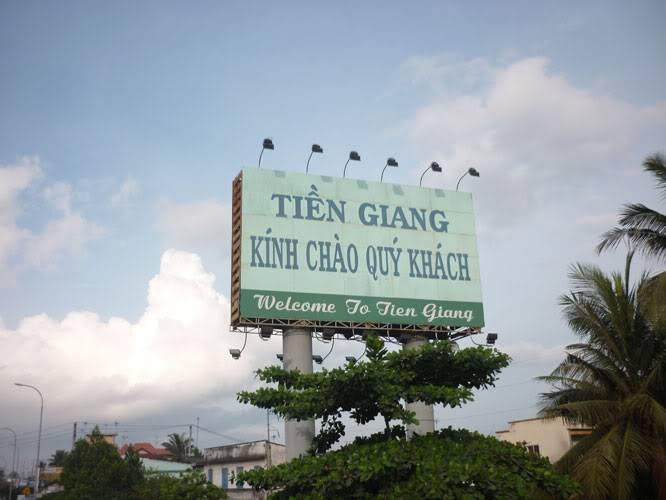 TIỀN GIANG
KÍNH CHÀO QUÝ KHÁCH
Welcome To Tien Giang